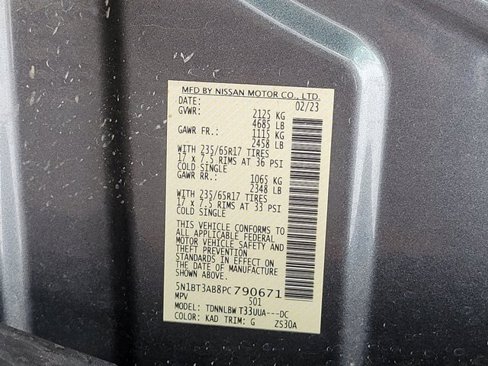 MFD BY NISSAN MOTOR CO., LTD.
DATE: 02/23
GVWR: 2125 KG
4685 LB
GAWR FR.: 1115 KG
2458 LB
WITH 235/65R17 TIRES
17 x 7.5 RIMS AT 36 PSI
COLD SINGLE
GAWR RR.: 1065 KG
2348 LB
WITH 235/65R17 TIRES
17 x 7.5 RIMS AT 33 PSI
COLD SINGLE
THIS VEHICLE CONFORMS
TO ALL APPLICABLE FEDERAL
MOTOR VEHICLE SAFETY AND
BUMPER, AND THEFT PREVENTION
STANDARDS IN EFFECT ON
THE DATE OF MANUFACTURE
SHOWN ABOVE.
5N1BT3AB8PC790671
MPV 501
MODEL: TDNNLBW T33UUA---DC
COLOR: KAD TRIM: G ZS30A